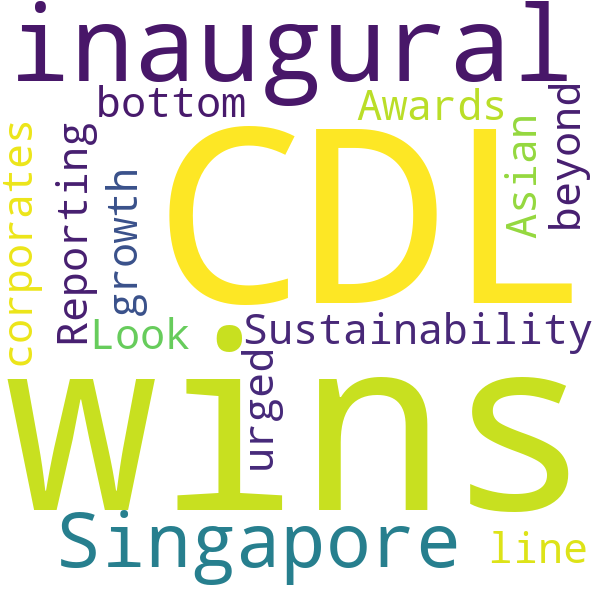 inaugural
bottom
Awards
beyond
corporates
Reporting
growth
CDL
Asian
Look
Sustainability
urged
wins
Singapore
line